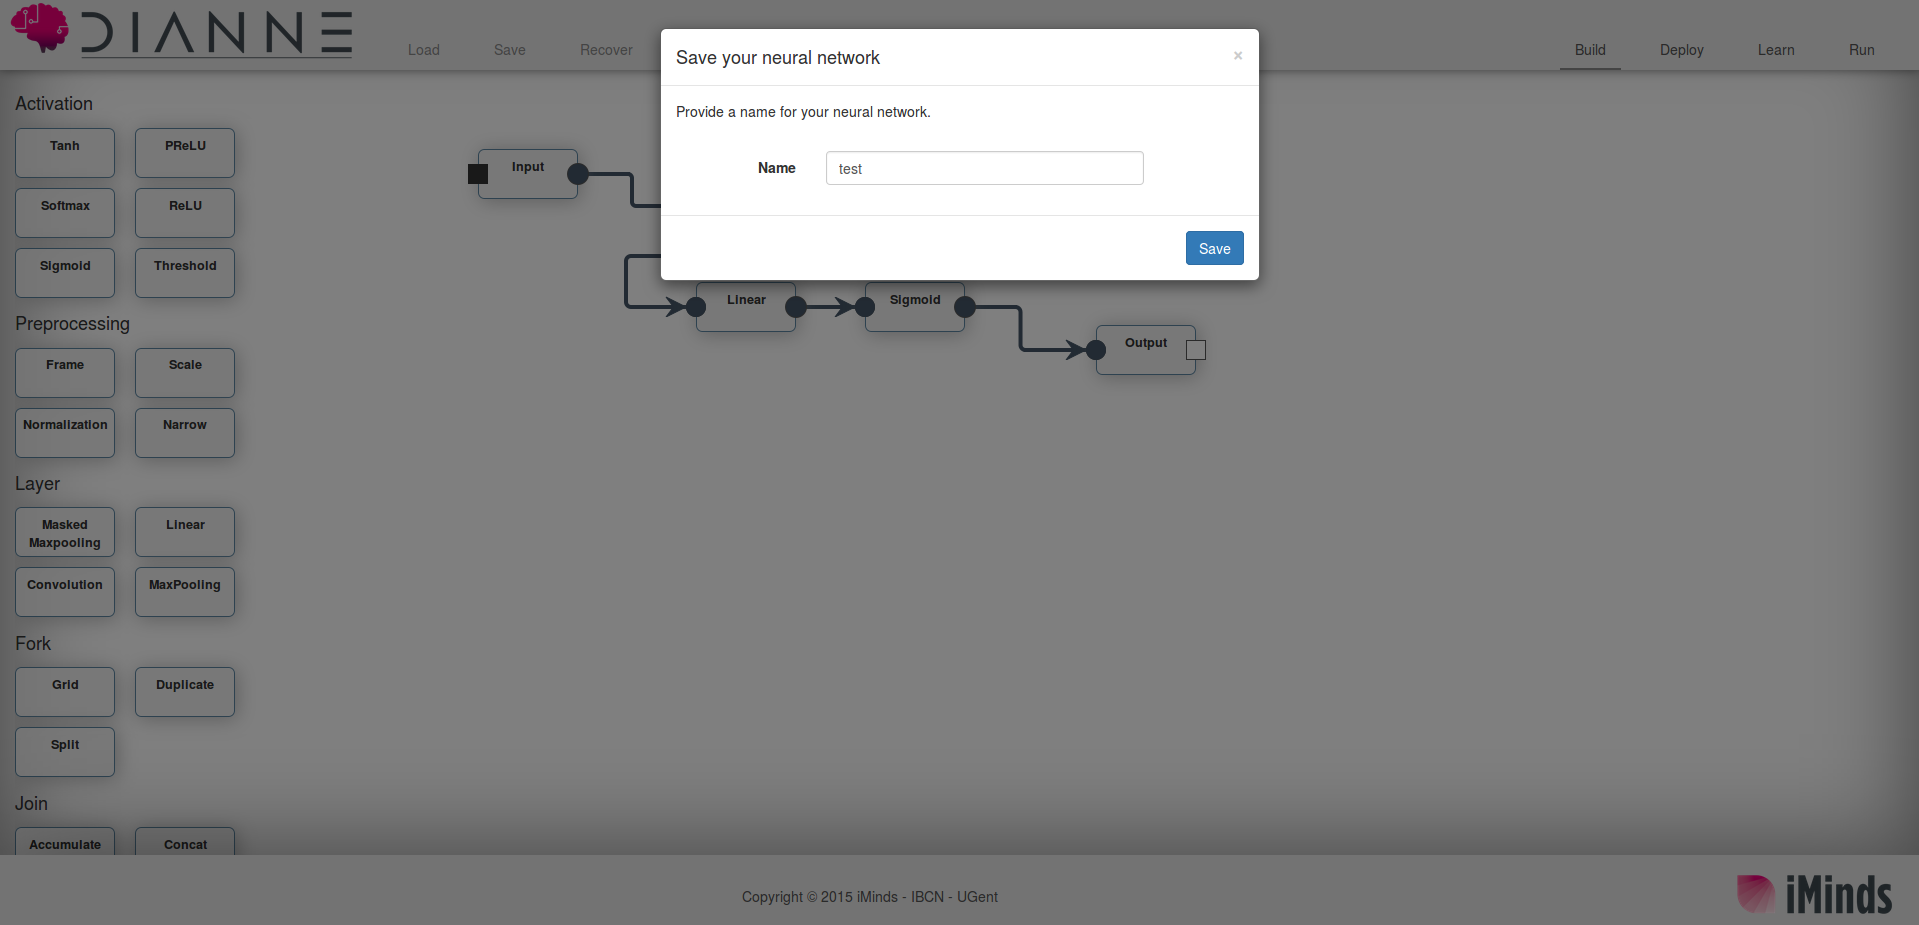 DIANNE
Load Save Recover
Build Deploy Learn Run
Save your neural network ×
Provide a name for your neural network.
Name test
Save
Activation
Tanh PReLU
Softmax ReLU
Sigmoid Threshold
Preprocessing
Frame Scale
Normalization Narrow
Layer
Masked Maxpooling
Linear
Convolution MaxPooling
Fork
Grid Duplicate
Split
Join
Accumulate Concat
Input
Linear Sigmoid
Output
Copyright © 2015 iMinds - IBCN - UGent
iMinds